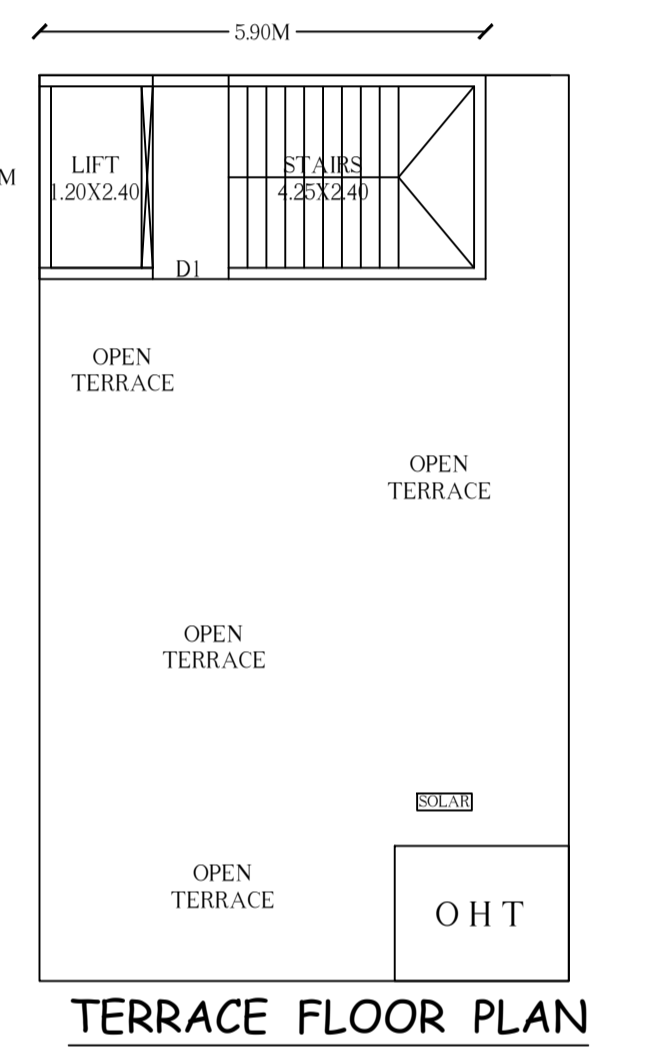 5.90M
M
LIFT
1.20X2.40
STAIRS
4.25X2.40
D1
OPEN
TERRACE
OPEN
TERRACE
OPEN
TERRACE
SOLAR
OPEN
TERRACE
O H T
TERRACE FLOOR PLAN